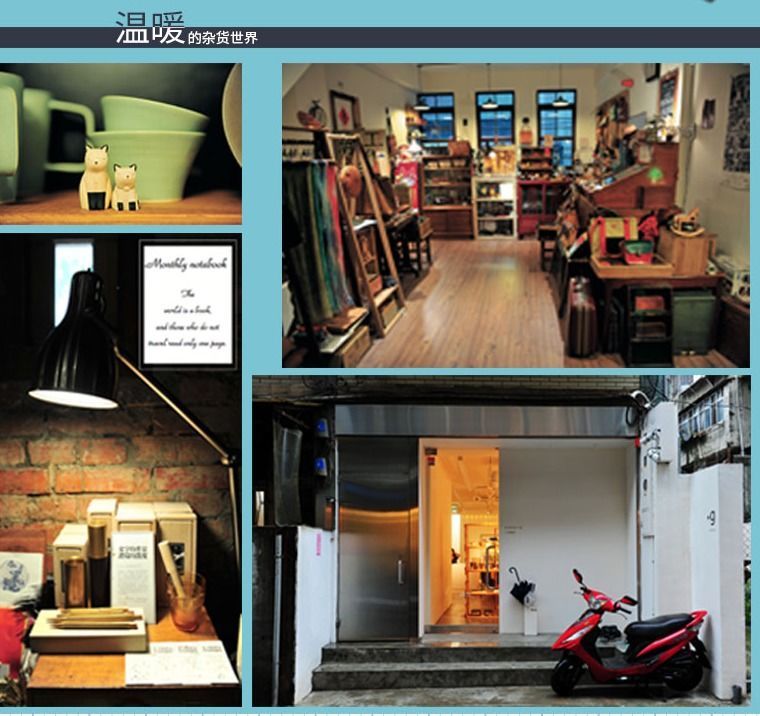 温暖的杂货世界
Monthly notebook
The
world is a book,
and those who do not
travel read only one page.